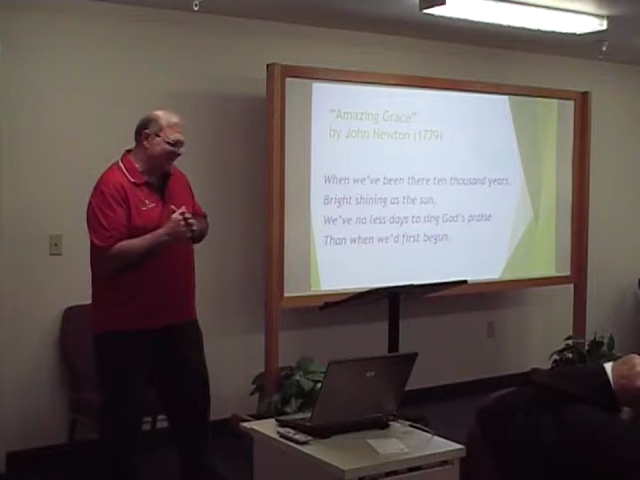 "Amazing Grace"
by John Newton (1779)
When we've been there ten thousand years,
Bright shining as the sun,
We've no less days to sing God's praise
Than when we'd first begun.